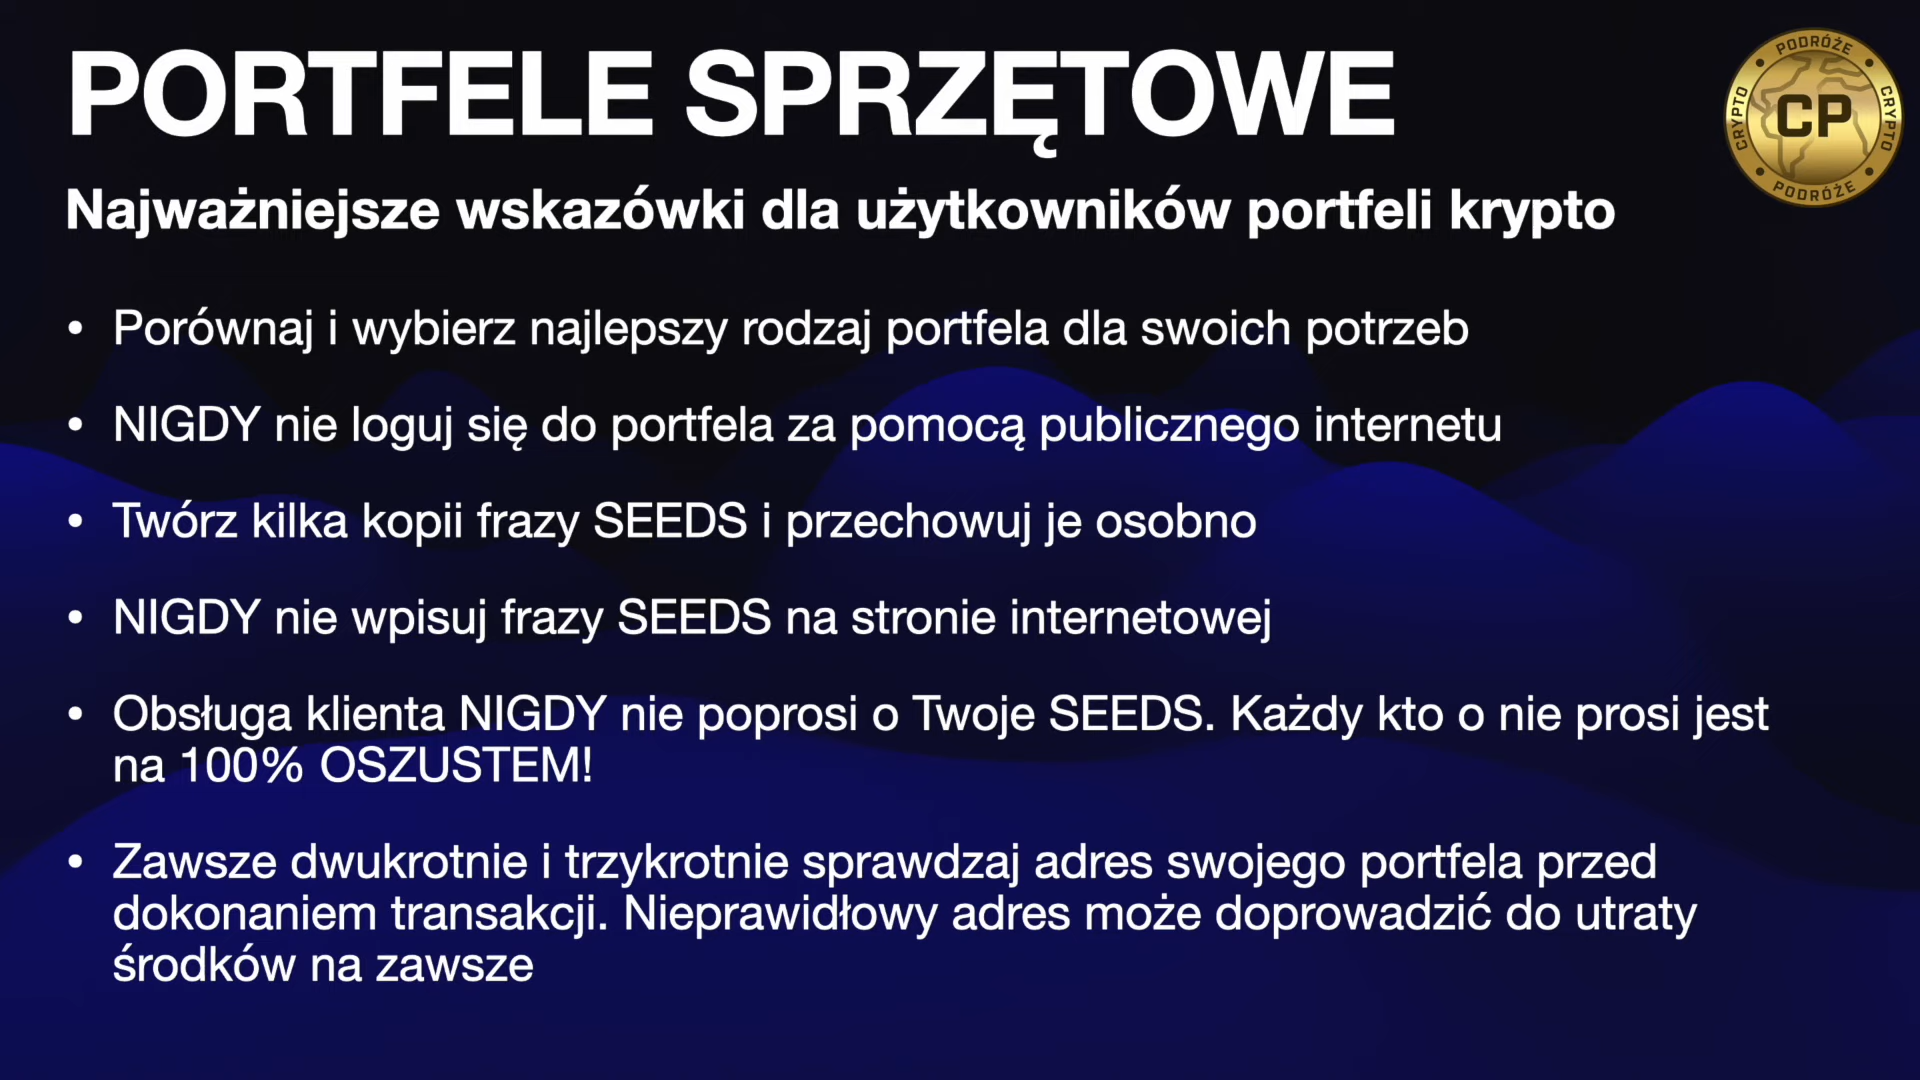 PORTFELE SPRZĘTOWE
PODRÓŻE
CRYPTO
CP
CRYPTO
PODRÓŻE
Najważniejsze wskazówki dla użytkowników portfeli krypto
• Porównaj i wybierz najlepszy rodzaj portfela dla swoich potrzeb
• NIGDY nie loguj się do portfela za pomocą publicznego internetu
• Twórz kilka kopii frazy SEEDS i przechowuj je osobno
• NIGDY nie wpisuj frazy SEEDS na stronie internetowej
• Obsługa klienta NIGDY nie poprosi o Twoje SEEDS. Każdy kto o nie prosi jest
na 100% OSZUSTEM!
• Zawsze dwukrotnie i trzykrotnie sprawdzaj adres swojego portfela przed
dokonaniem transakcji. Nieprawidłowy adres może doprowadzić do utraty
środków na zawsze